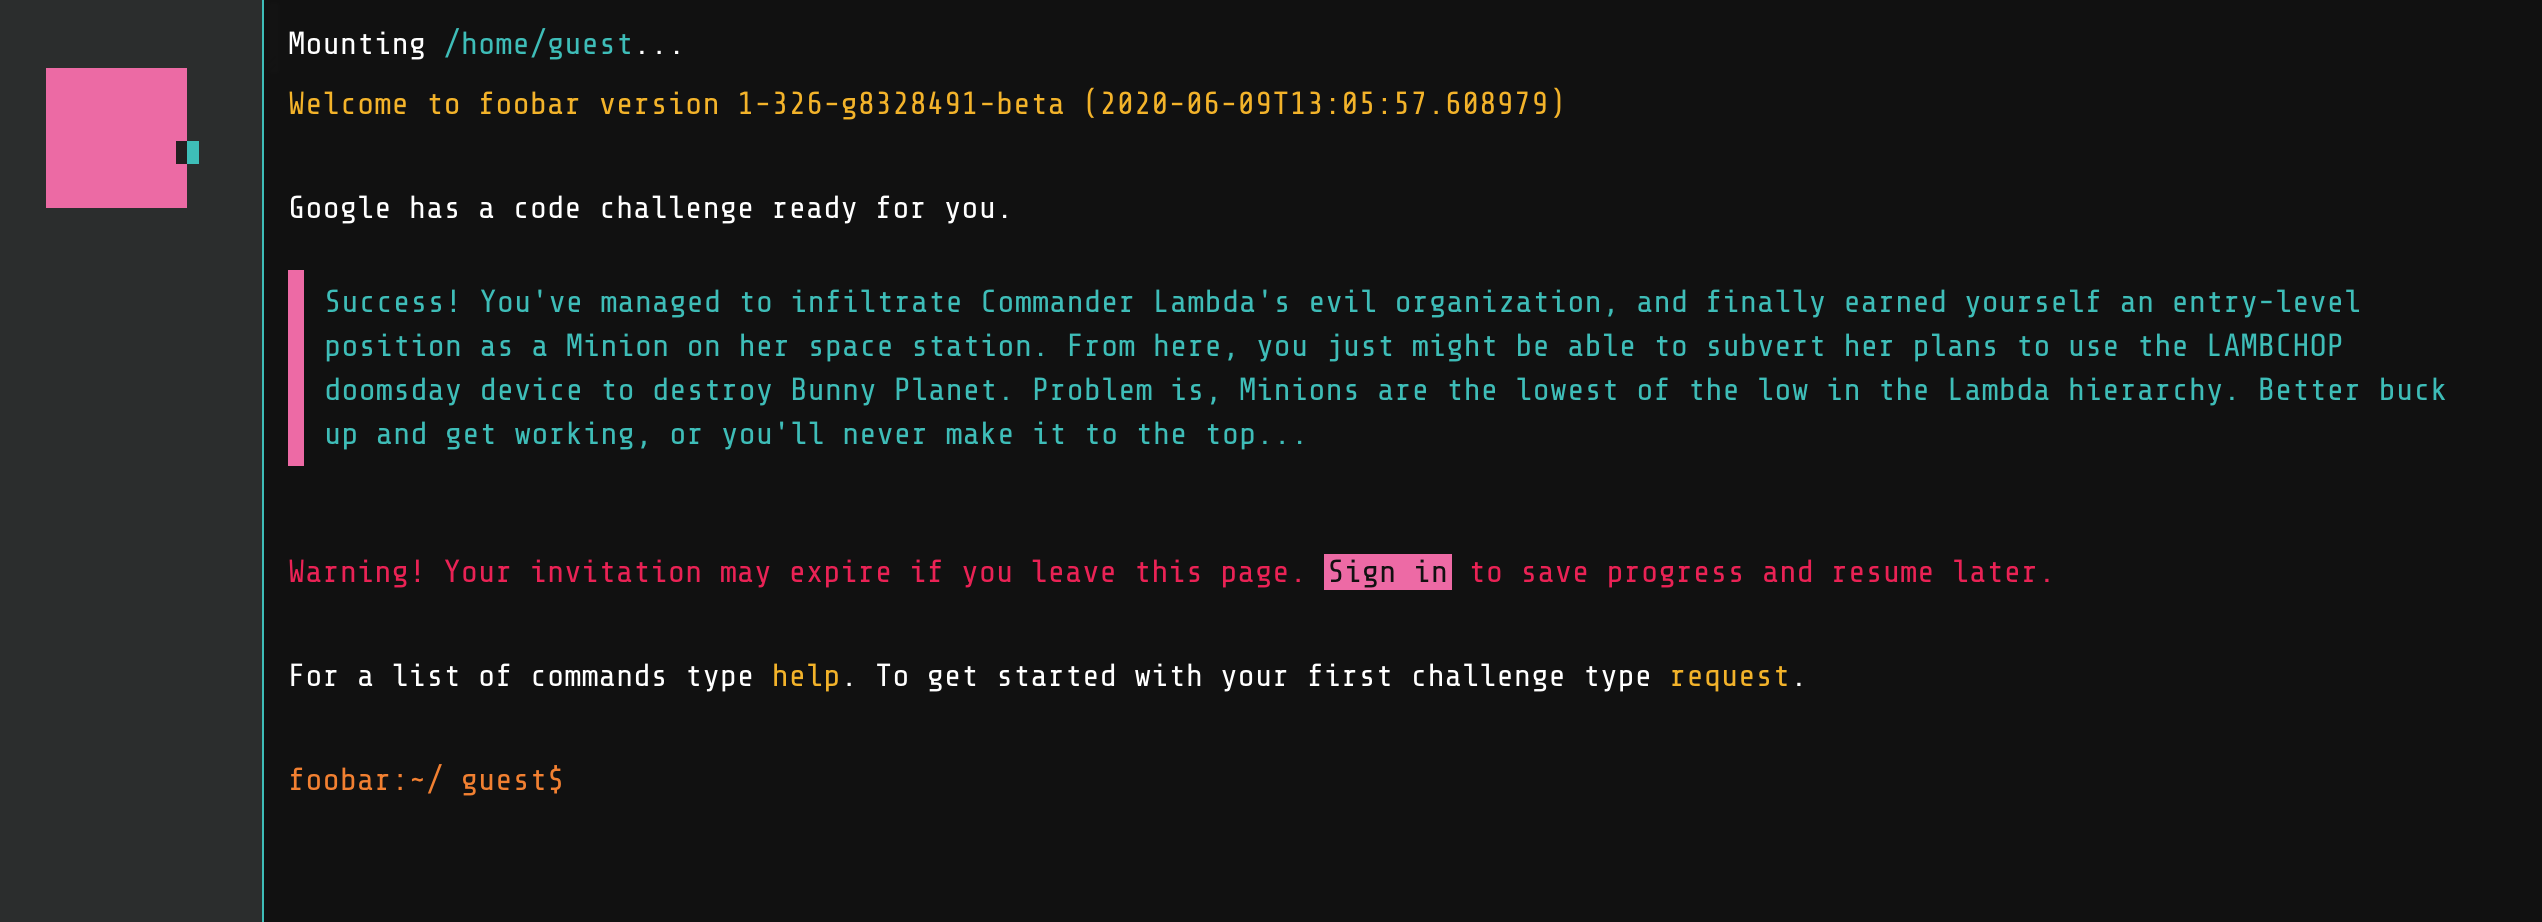 Mounting /home/guest...
Welcome to foobar version 1-326-g8328491-beta (2020-06-09T13:05:57.608979)
Google has a code challenge ready for you.
Success! You've managed to infiltrate Commander Lambda's evil organization, and finally earned yourself an entry-level
position as a Minion on her space station. From here, you just might be able to subvert her plans to use the LAMBCHOP
doomsday device to destroy Bunny Planet. Problem is, Minions are the lowest of the low in the Lambda hierarchy. Better buck
up and get working, or you'll never make it to the top...
Warning! Your invitation may expire if you leave this page. Sign in to save progress and resume later.
For a list of commands type help. To get started with your first challenge type request.
foobar:~/ guest$